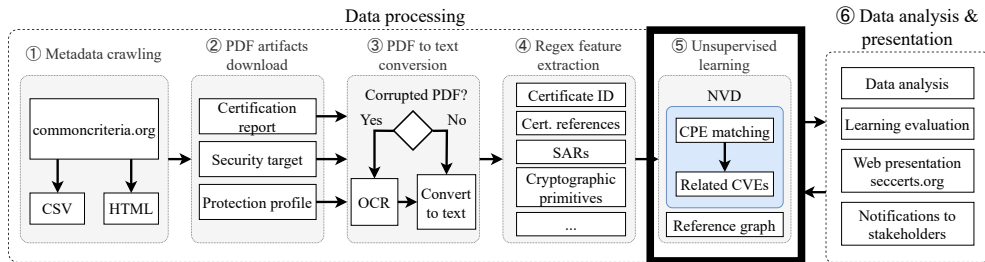 Data processing
① Metadata crawling
commoncriteria.org
CSV
HTML
② PDF artifacts
download
Certification
report
Security target
Protection profile
③ PDF to text
conversion
Corrupted PDF?
Yes
No
OCR
Convert
to text
④ Regex feature
extraction
Certificate ID
Cert. references
SARs
Cryptographic
primitives
...
⑤ Unsupervised
learning
NVD
CPE matching
Related CVEs
Reference graph
⑥ Data analysis &
presentation
Data analysis
Learning evaluation
Web presentation
seccerts.org
Notifications to
stakeholders